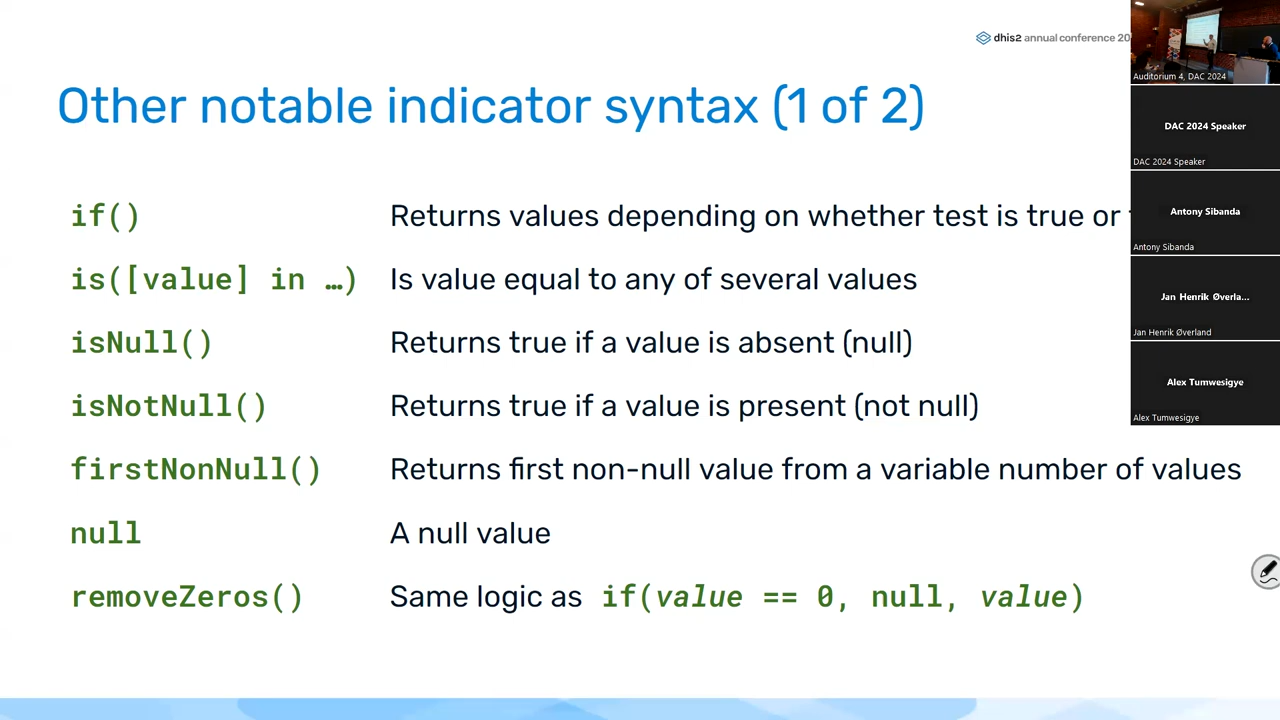 dhis2 annual conference 20
Other notable indicator syntax (1 of 2)
if() Returns values depending on whether test is true or
is([value] in …) Is value equal to any of several values
isNull() Returns true if a value is absent (null)
isNotNull() Returns true if a value is present (not null)
firstNonNull() Returns first non-null value from a variable number of values
null A null value
removeZeros() Same logic as if(value == 0, null, value)
Auditorium 4, DAC 2024
DAC 2024 Speaker
DAC 2024 Speaker
Antony Sibanda
Antony Sibanda
Jan Henrik Øverla...
Jan Henrik Øverland
Alex Tumwesigye
Alex Tumwesigye